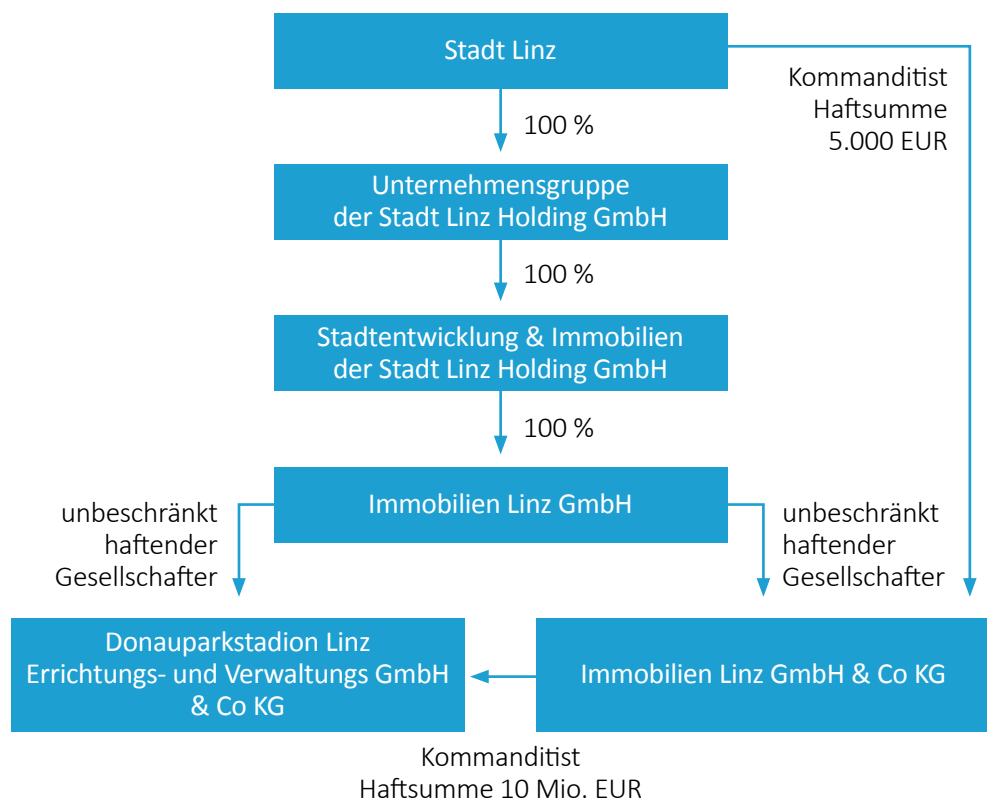 Stadt Linz
Kommanditist
Haftsumme
5.000 EUR
100 %
Unternehmensgruppe
der Stadt Linz Holding GmbH
100 %
Stadtentwicklung & Immobilien
der Stadt Linz Holding GmbH
100 %
Immobilien Linz GmbH
unbeschränkt
haftender
Gesellschafter
unbeschränkt
haftender
Gesellschafter
Donauparkstadion Linz
Errichtungs- und Verwaltungs GmbH
& Co KG
Immobilien Linz GmbH & Co KG
Kommanditist
Haftsumme 10 Mio. EUR